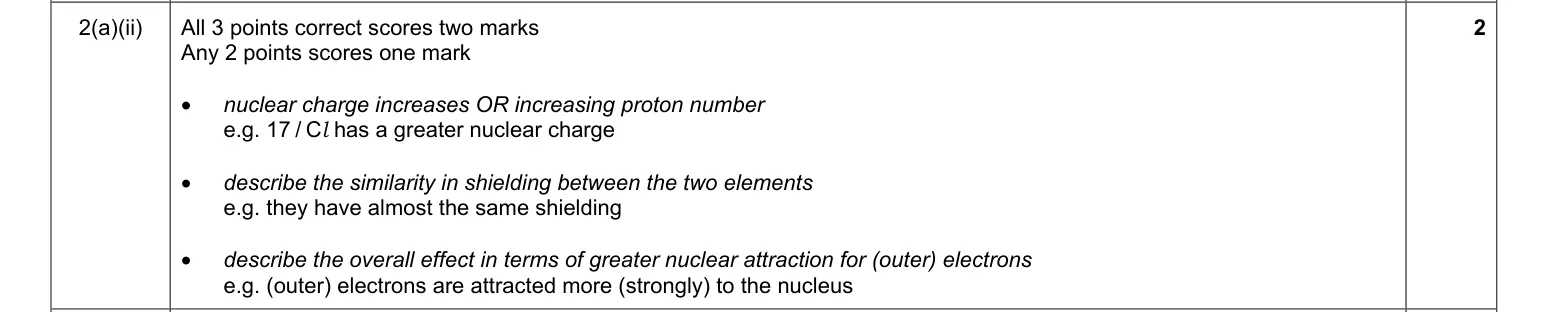 2(a)(ii)
All 3 points correct scores two marks
2
Any 2 points scores one mark
• nuclear charge increases OR increasing proton number
e.g. 17 / Cl has a greater nuclear charge
• describe the similarity in shielding between the two elements
e.g. they have almost the same shielding
• describe the overall effect in terms of greater nuclear attraction for (outer) electrons
e.g. (outer) electrons are attracted more (strongly) to the nucleus